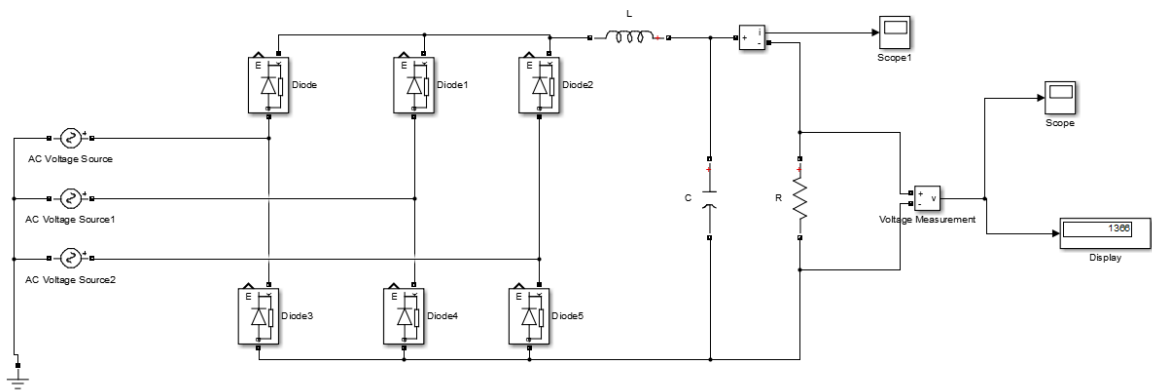 L
i
+
-
Scope1
E
Diode
E
Diode1
E
Diode2
Scope
AC Voltage Source
AC Voltage Source1
C
R
+
-
v
Voltage Measurement
1366
Display
AC Voltage Source2
E
Diode3
E
Diode4
E
Diode5